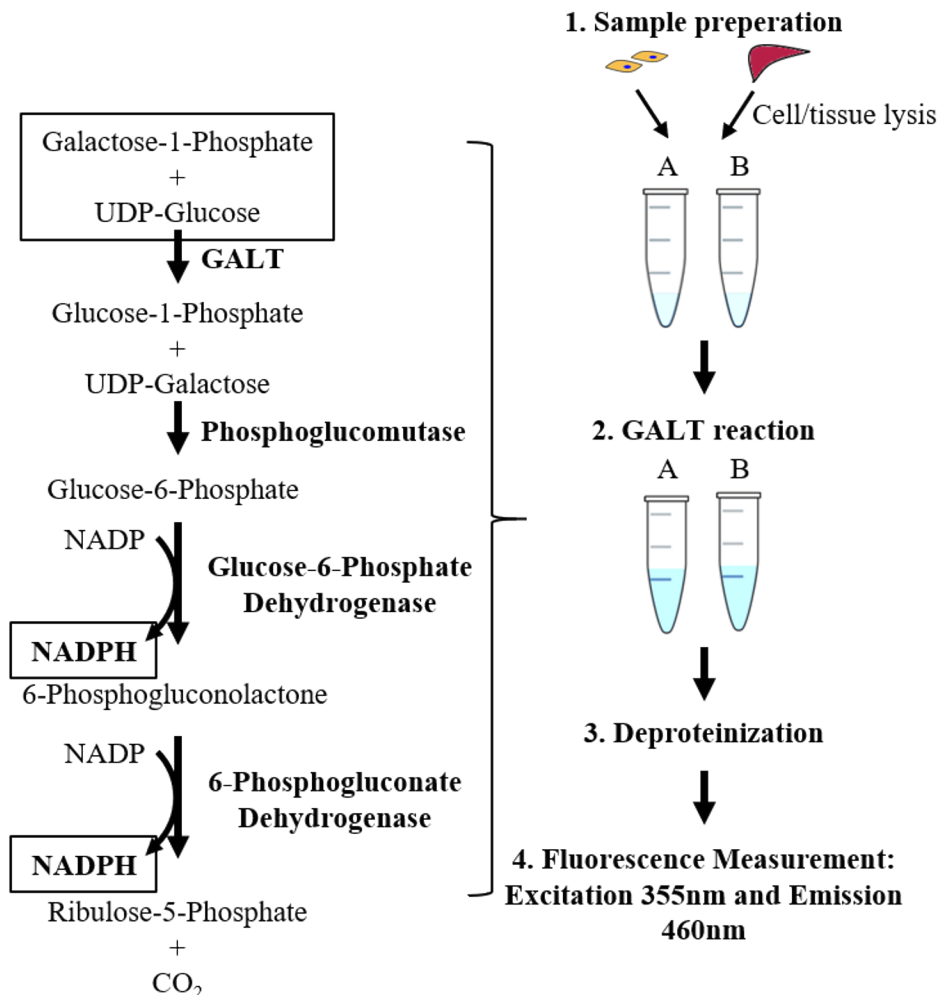 Galactose-1-Phosphate
+
UDP-Glucose
GALT
Glucose-1-Phosphate
+
UDP-Galactose
Phosphoglucomutase
Glucose-6-Phosphate
NADP
Glucose-6-Phosphate
Dehydrogenase
NADPH
6-Phosphogluconolactone
NADP
6-Phosphogluconate
Dehydrogenase
NADPH
Ribulose-5-Phosphate
+
CO₂
1. Sample preperation
Cell/tissue lysis
A B
2. GALT reaction
A B
3. Deproteinization
4. Fluorescence Measurement:
Excitation 355nm and Emission
460nm